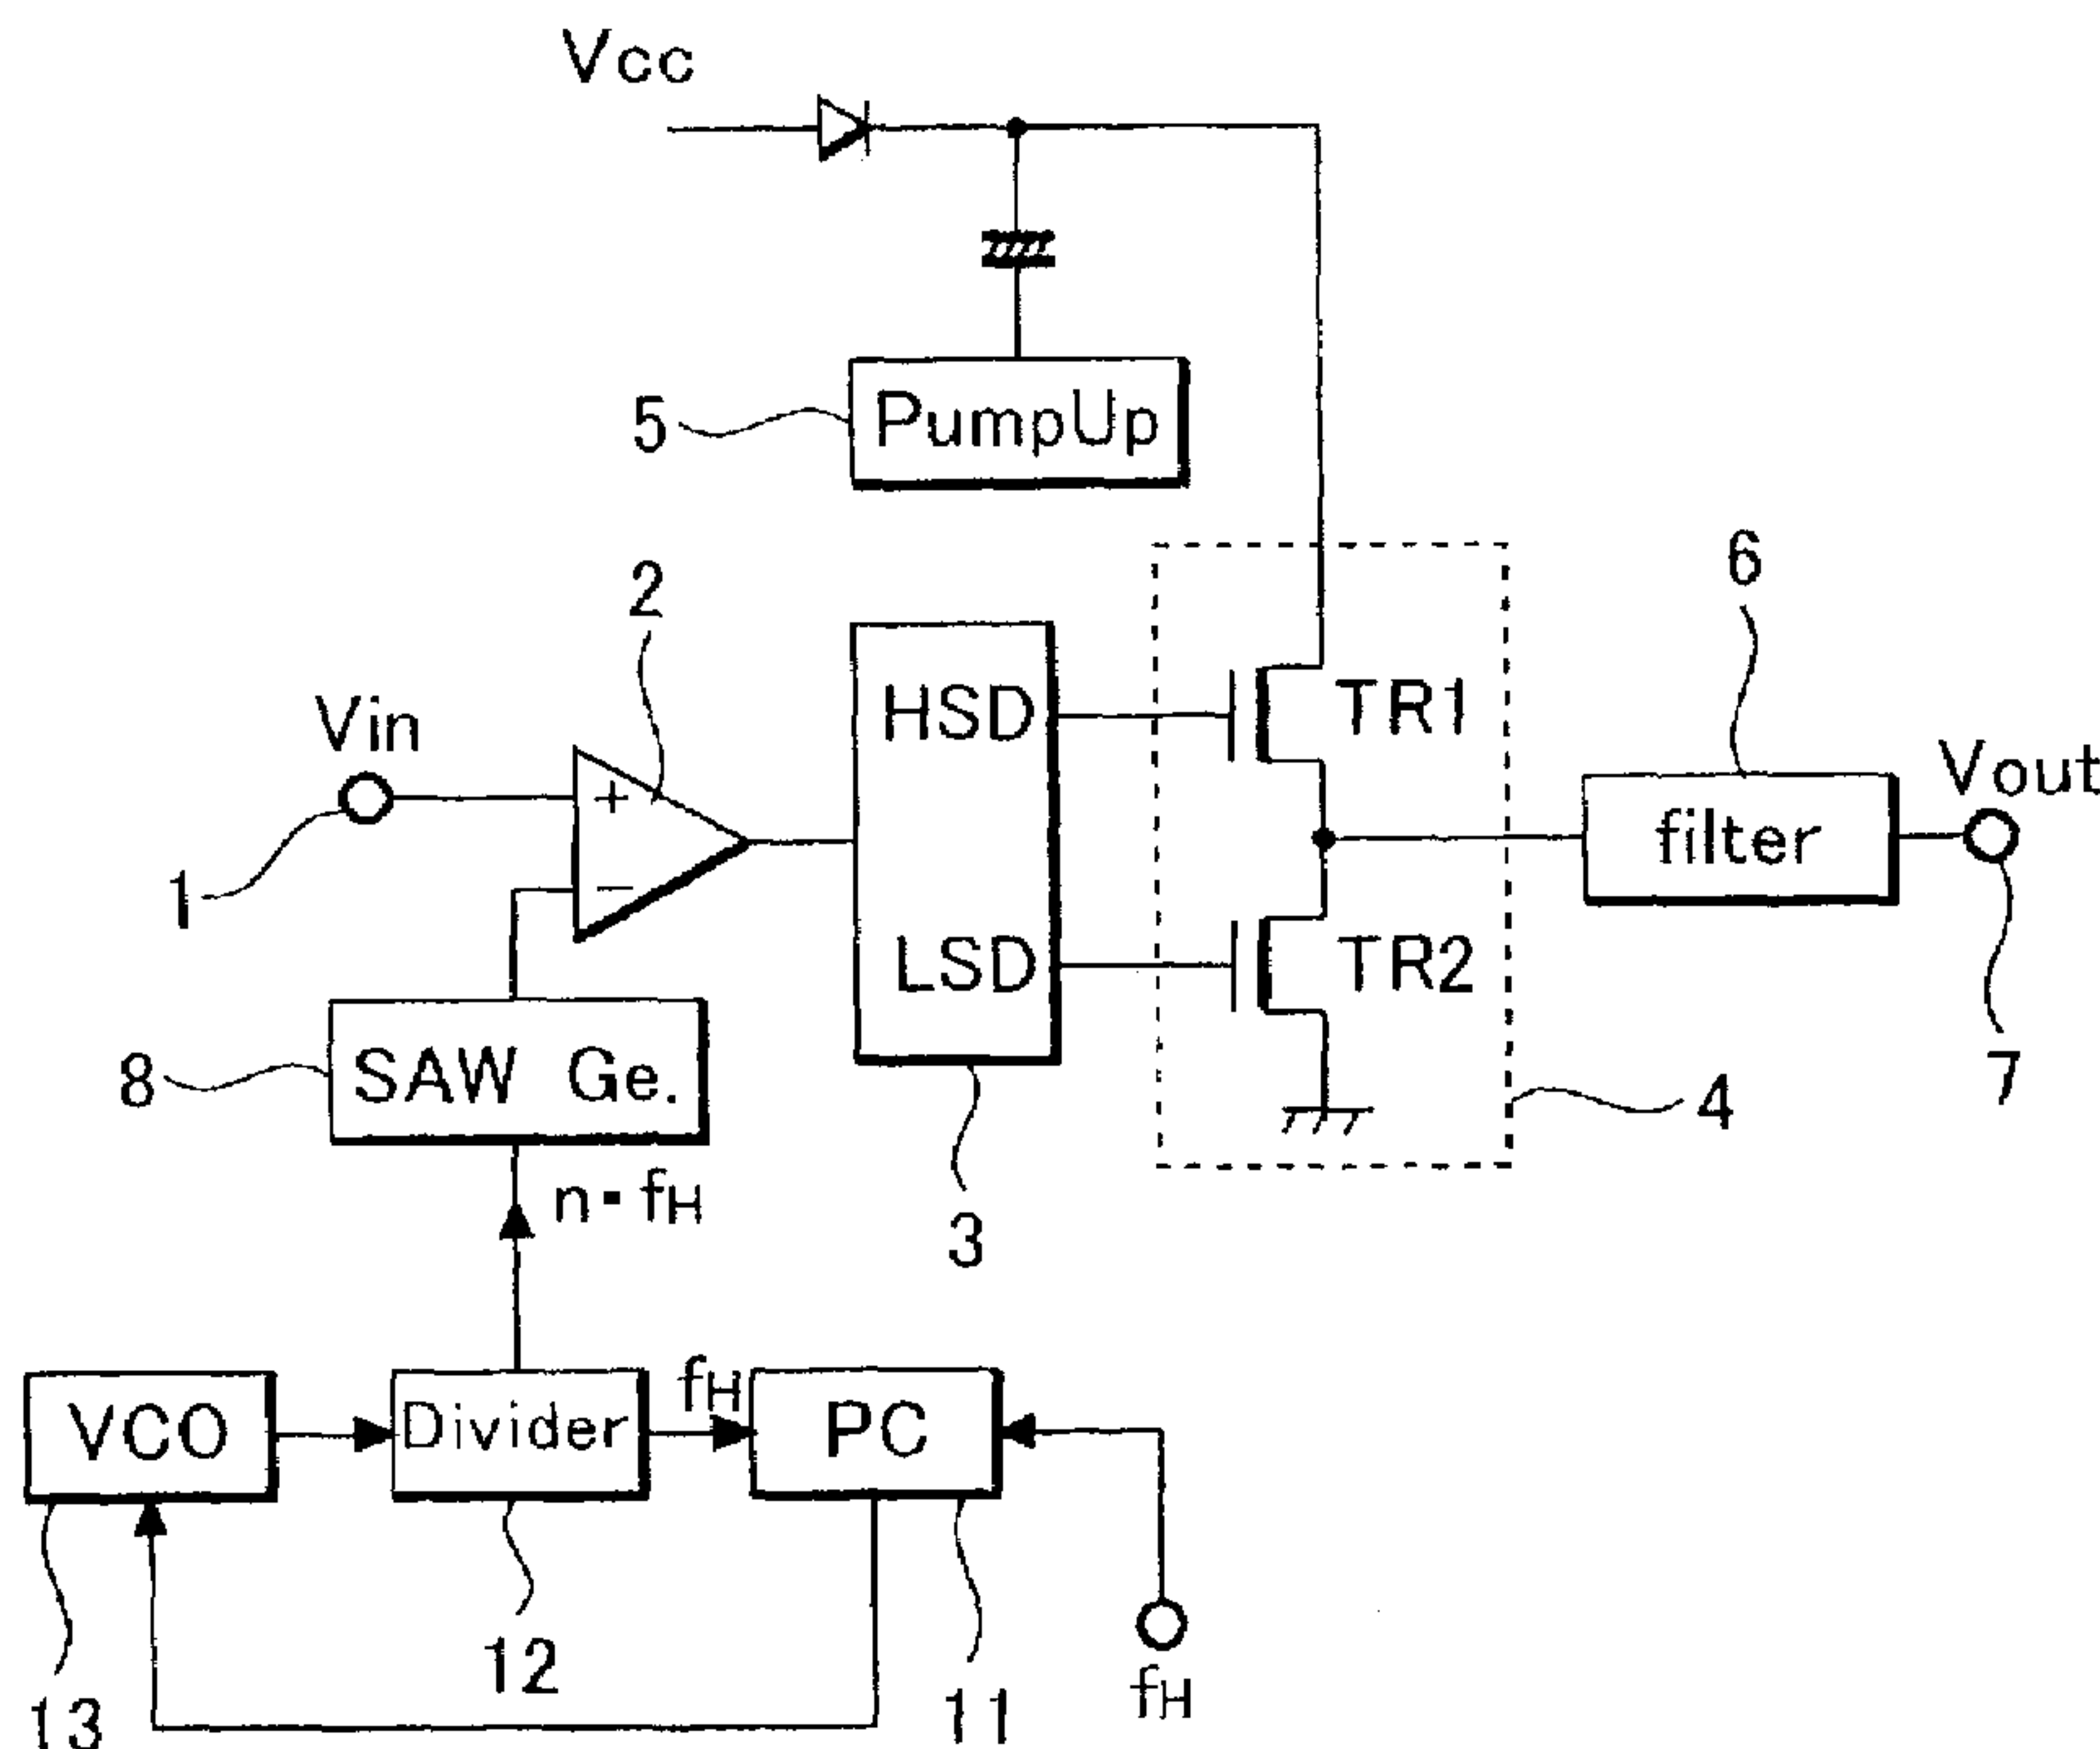 Vcc
5
PumpUp
2
6
Vin
+
HSD
TR1
Vout
filter
1
−
LSD
TR2
8
SAW Ge.
7
4
n・fH
3
VCO
Divider
fH
PC
12
fH
13
11